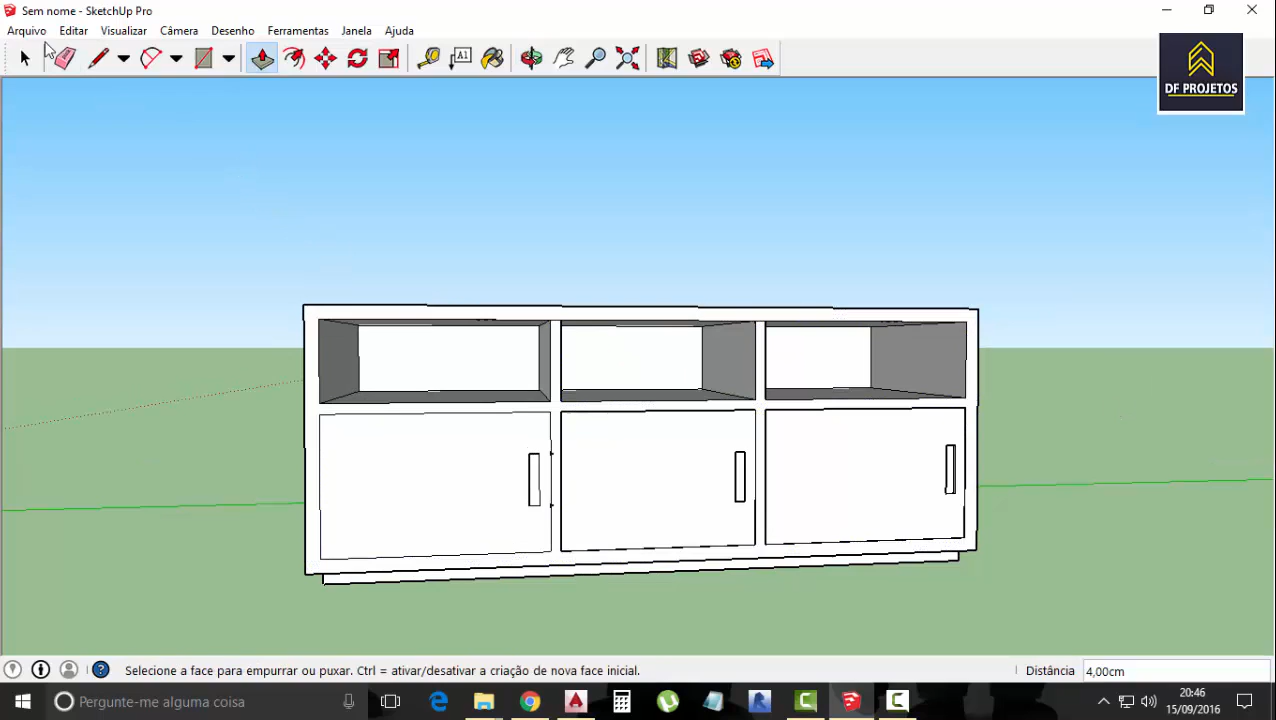 Sem nome - SketchUp Pro
Arquivo Editar Visualizar Câmera Desenho Ferramentas Janela Ajuda
A1
DF PROJETOS
Selecione a face para empurrar ou puxar. Ctrl = ativar/desativar a criação de nova face inicial.
Distância 4,00cm
Pergunte-me alguma coisa
20:46
15/09/2016